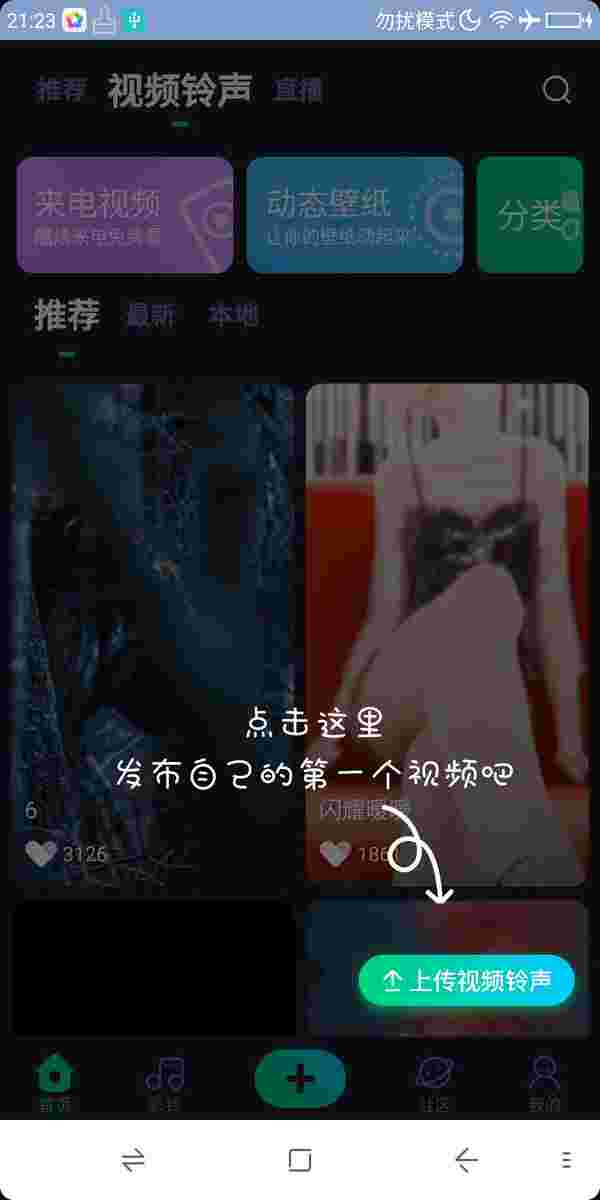 21:23
勿扰模式
推荐 视频铃声 直播
来电视频
动态壁纸
让你的壁纸动起来
分类
推荐 最新 本地
点击这里
发布自己的第一个视频吧
6
闪耀暖暖
3126
186
上传视频铃声
首页
社区
我的